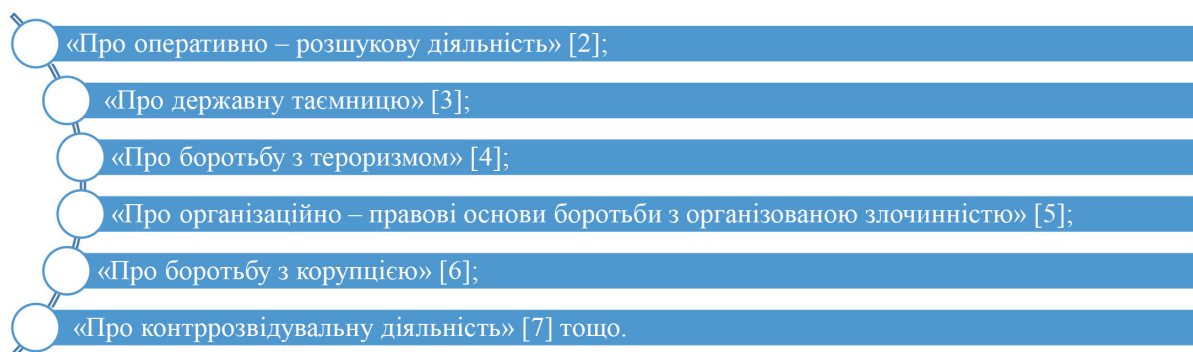 «Про оперативно – розшукову діяльність» [2];
«Про державну таємницю» [3];
«Про боротьбу з тероризмом» [4];
«Про організаційно – правові основи боротьби з організованою злочинністю» [5];
«Про боротьбу з корупцією» [6];
«Про контррозвідувальну діяльність» [7] тощо.